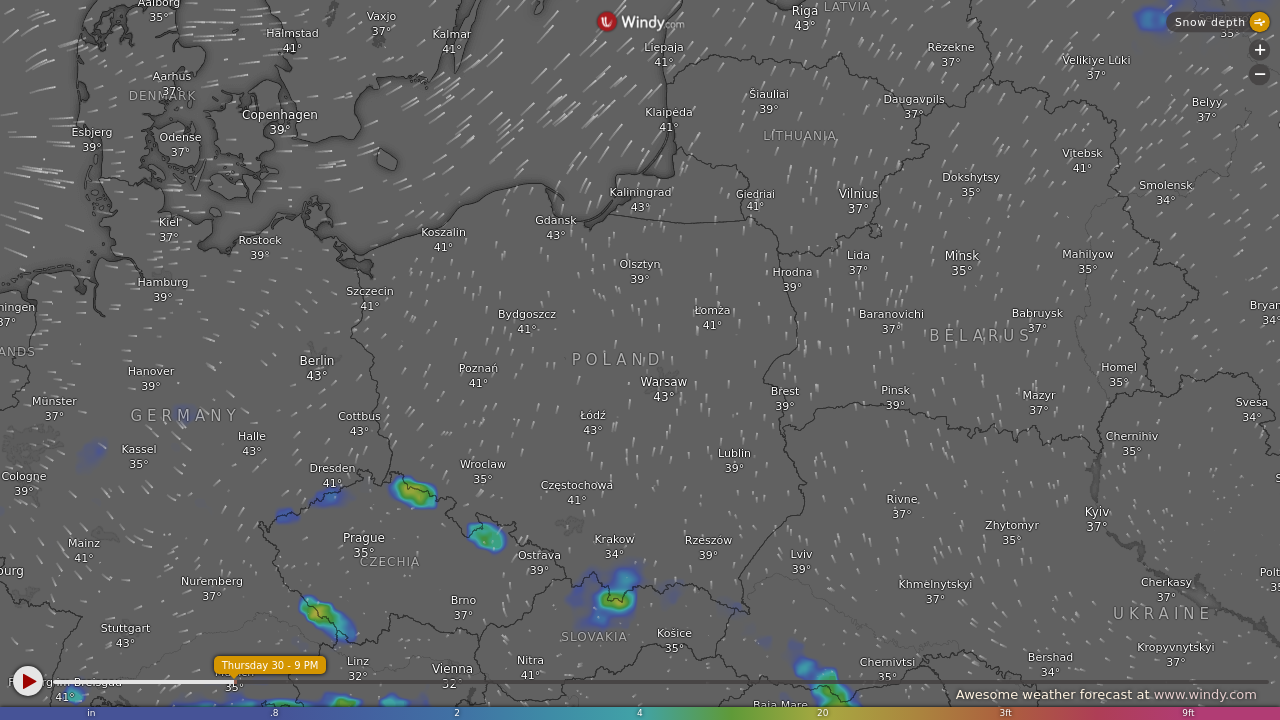 Aalborg
35°
Halmstad
41°
Vaxjo
37°
Kalmar
41°
Windy.com
Riga
43°
LATVIA
Snow depth
35°
Liepaja
41°
Rēzekne
37°
Velikiye Luki
37°
+
−
Aarhus
37°
DENMARK
Copenhagen
39°
Klaipėda
41°
Šiauliai
39°
Daugavpils
37°
Belyy
37°
Esbjerg
39°
Odense
37°
LITHUANIA
Vitebsk
41°
Kaliningrad
43°
Giedriai
41°
Vilnius
37°
Dokshytsy
35°
Smolensk
34°
Kiel
37°
Rostock
39°
Koszalin
41°
Gdansk
43°
Olsztyn
39°
Hrodna
39°
Lida
37°
Minsk
35°
Mahilyow
35°
Hamburg
39°
Szczecin
41°
Bydgoszcz
41°
Łomża
41°
Baranovichi
37°
Babruysk
37°
BELARUS
Hanover
39°
Berlin
43°
Poznań
41°
POLAND
Warsaw
43°
Brest
39°
Pinsk
39°
Mazyr
37°
Homel
35°
Münster
37°
GERMANY
Cottbus
43°
Łódź
43°
Svesa
34°
Kassel
35°
Halle
43°
Lublin
39°
Chernihiv
35°
Cologne
39°
Dresden
41°
Wroclaw
35°
Częstochowa
41°
Rivne
37°
Kyiv
37°
Mainz
41°
Prague
35°
CZECHIA
Ostrava
39°
Krakow
34°
Rzeszow
39°
Lviv
39°
Zhytomyr
35°
Nuremberg
37°
Brno
37°
Khmelnytskyi
37°
Cherkasy
37°
UKRAINE
Stuttgart
43°
SLOVAKIA
Košice
35°
Kropyvnytskyi
37°
Thursday 30 - 9 PM
35°
Linz
32°
Vienna
32°
Nitra
41°
Chernivtsi
35°
Bershad
34°
41°
Baia Mare
Awesome weather forecast at www.windy.com
in .8 2 4 20 3ft 9ft